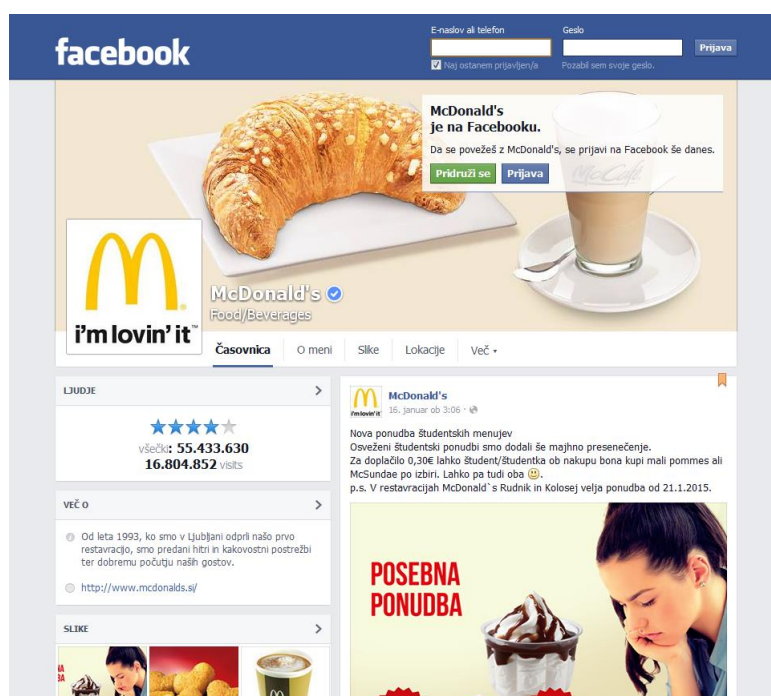 facebook
E-naslov ali telefon
Geslo
Prijava
Naj ostanem prijavljen/a
Pozabil sem svoje geslo.
McDonald's
je na Facebooku.
Da se povežeš z McDonald's, se prijavi na Facebook še danes.
Pridruži se
Prijava
McCafé
i'm lovin' it™
McDonald's
Food/Beverages
Časovnica
O meni
Slike
Lokacije
Več
LJUDJE
všečki: 55.433.630
16.804.852 visits
VEČ O
Od leta 1993, ko smo v Ljubljani odprli našo prvo
restavracijo, smo predani hitri in kakovostni postrežbi
ter dobremu počutju naših gostov.
http://www.mcdonalds.si/
SLIKE
McDonald's
i'm lovin' it
16. januar ob 3:06 ·
Nova ponudba študentskih menujev
Osveženi študentski ponudbi smo dodali še majhno presenečenje.
Za doplačilo 0,30€ lahko študent/študentka ob nakupu bona kupi mali pommes ali
McSundae po izbiri. Lahko pa tudi oba 🙂.
p.s. V restavracijah McDonald`s Rudnik in Kolosej velja ponudba od 21.1.2015.
POSEBNA
PONUDBA